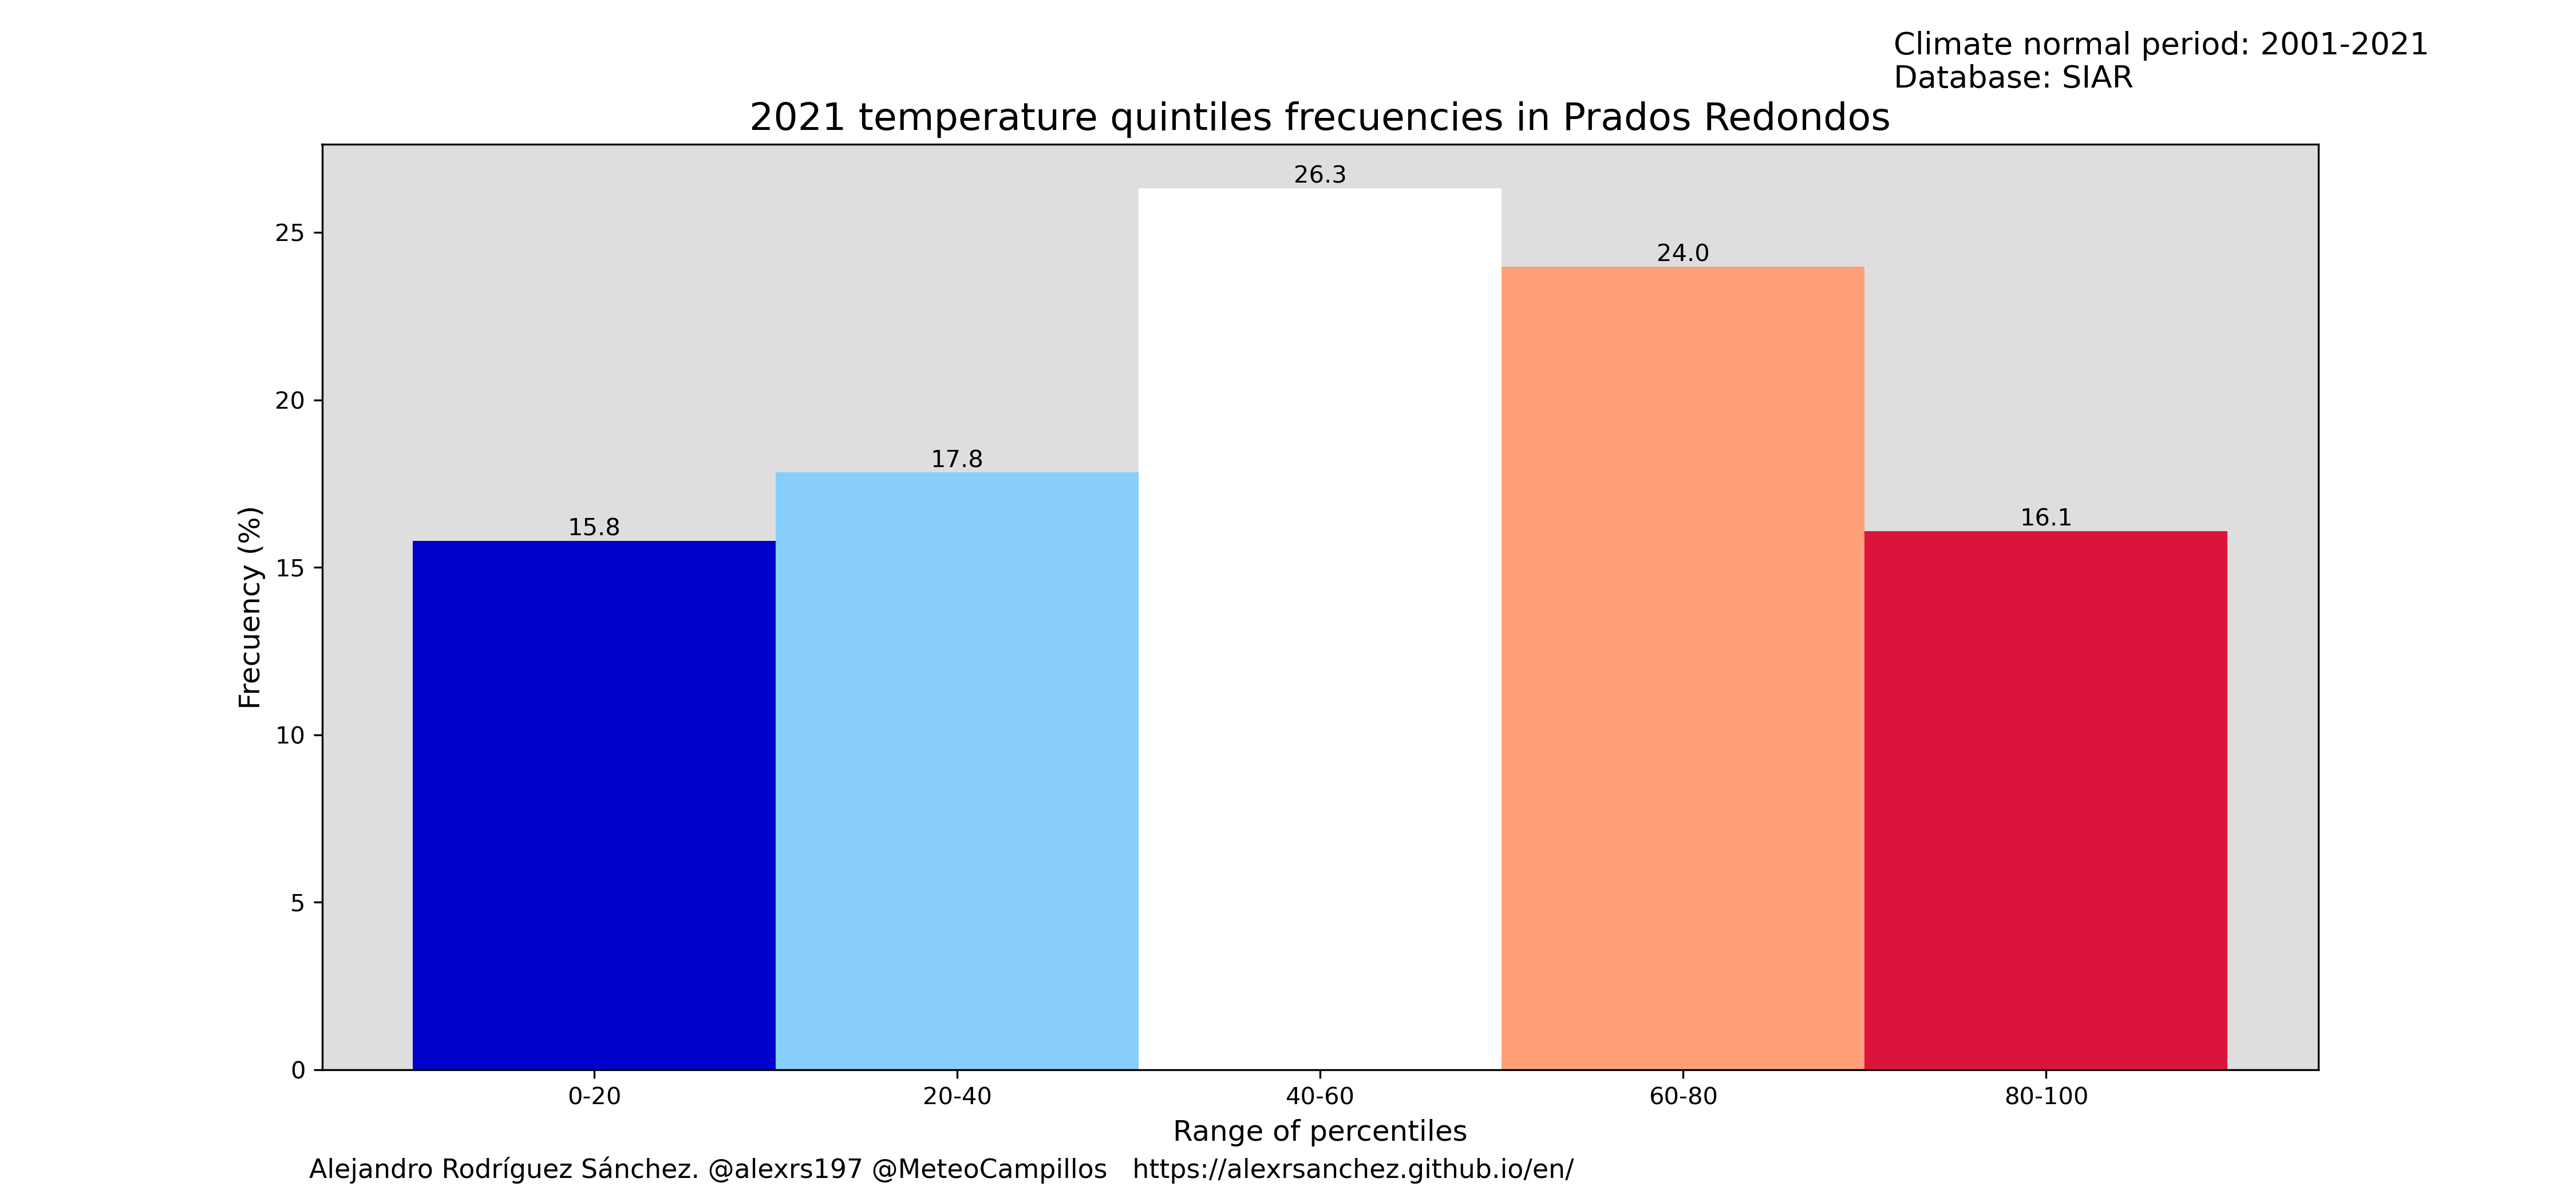 Climate normal period: 2001-2021
Database: SIAR
2021 temperature quintiles frecuencies in Prados Redondos
26.3
25
24.0
20
17.8
16.1
15.8
15
10
5
0
Frecuency (%)
0-20 20-40 40-60 60-80 80-100
Range of percentiles
Alejandro Rodríguez Sánchez. @alexrs197 @MeteoCampillos https://alexrsanchez.github.io/en/